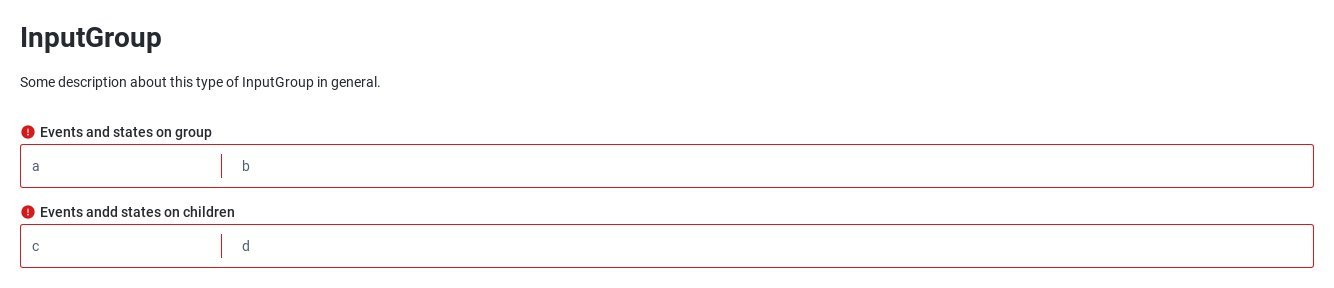 InputGroup
Some description about this type of InputGroup in general.
Events and states on group
a b
Events andd states on children
c d